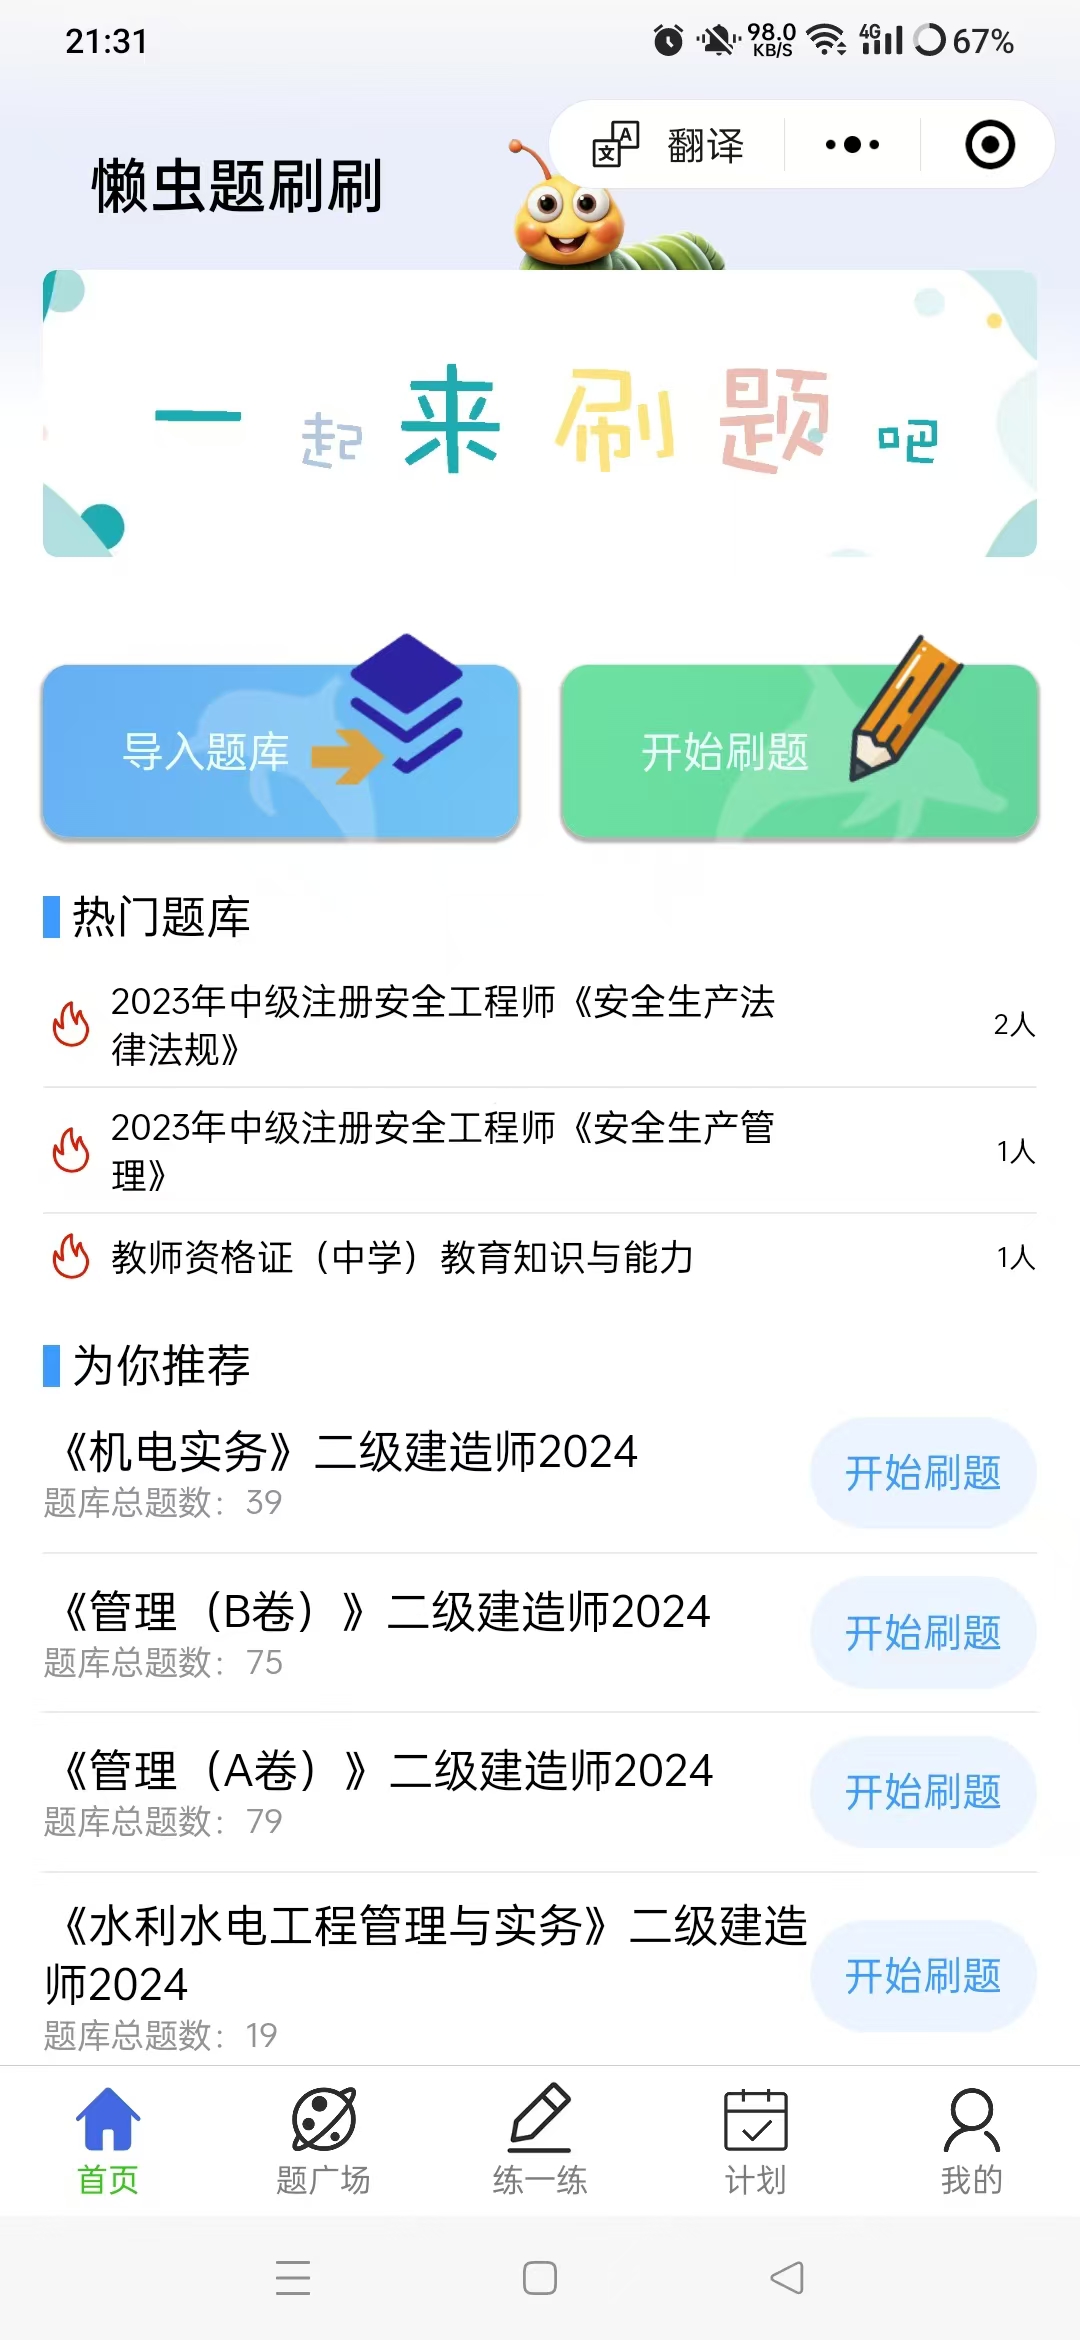 21:31
98.0
KB/S
4G
67%
翻译
懒虫题刷刷
一起来刷题吧
导入题库
开始刷题
热门题库
2023年中级注册安全工程师《安全生产法
律法规》
2人
2023年中级注册安全工程师《安全生产管
理》
1人
教师资格证（中学）教育知识与能力
1人
为你推荐
《机电实务》二级建造师2024
题库总题数：39
开始刷题
《管理（B卷）》二级建造师2024
题库总题数：75
开始刷题
《管理（A卷）》二级建造师2024
题库总题数：79
开始刷题
《水利水电工程管理与实务》二级建造
师2024
题库总题数：19
开始刷题
首页
题广场
练一练
计划
我的